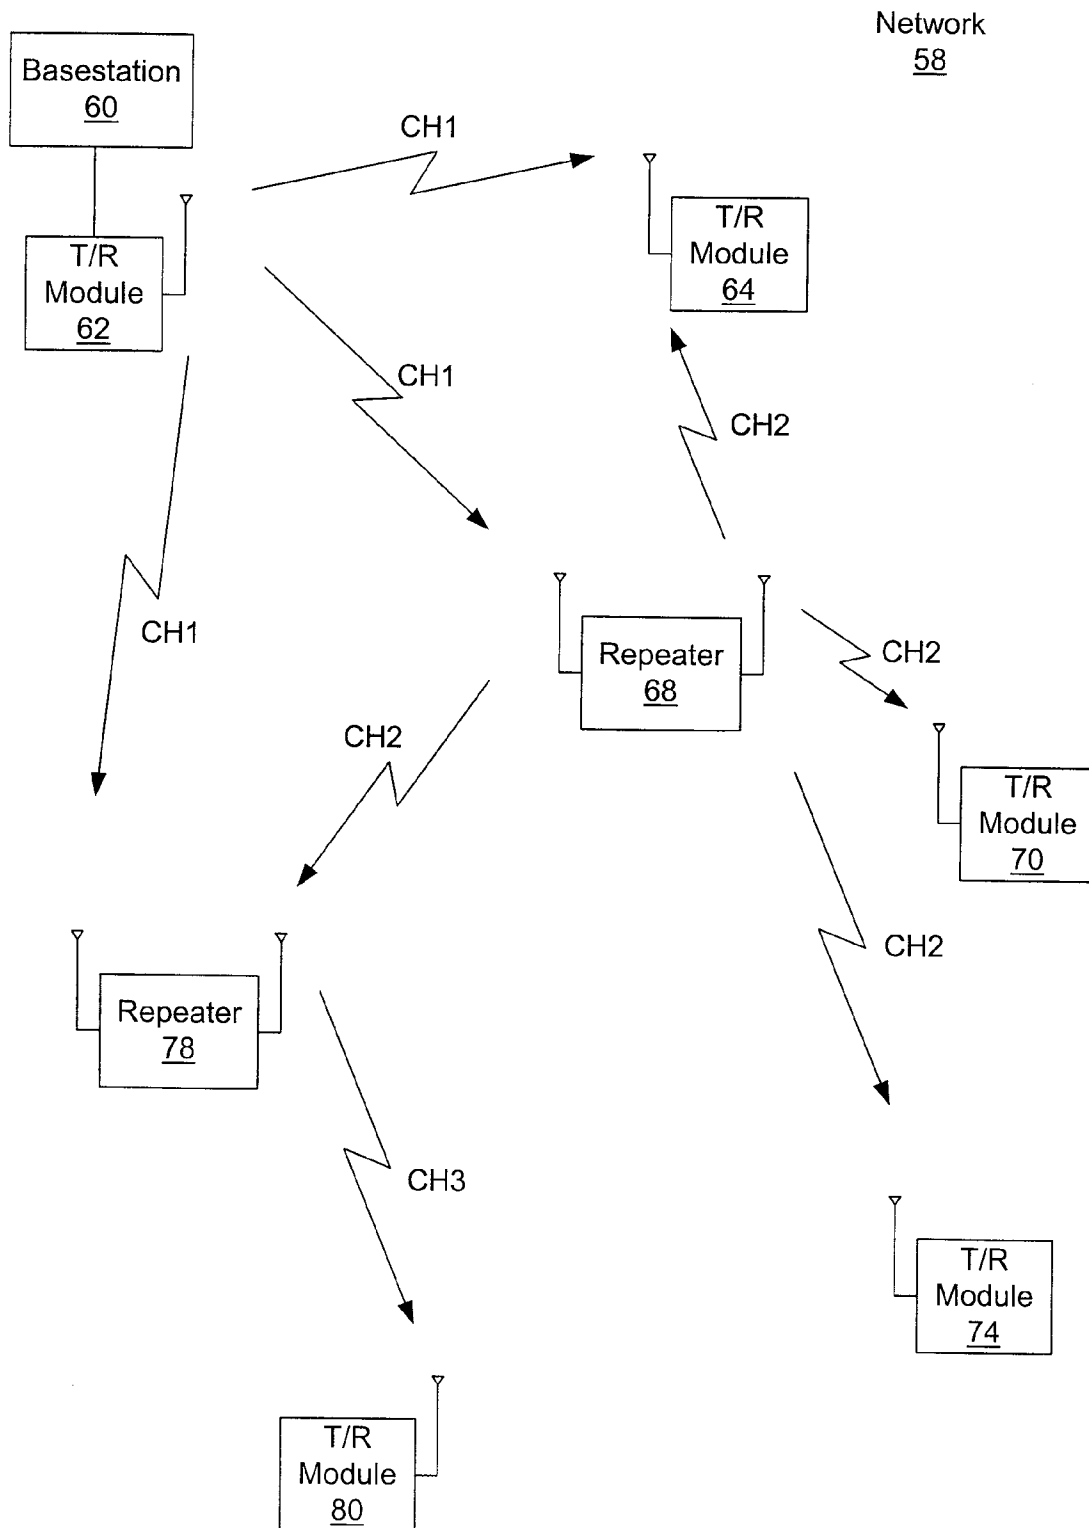 Network
58
Basestation
60
CH1
T/R
Module
62
T/R
Module
64
CH1
CH2
CH1
Repeater
68
CH2
CH2
T/R
Module
70
CH2
Repeater
78
CH3
T/R
Module
74
T/R
Module
80